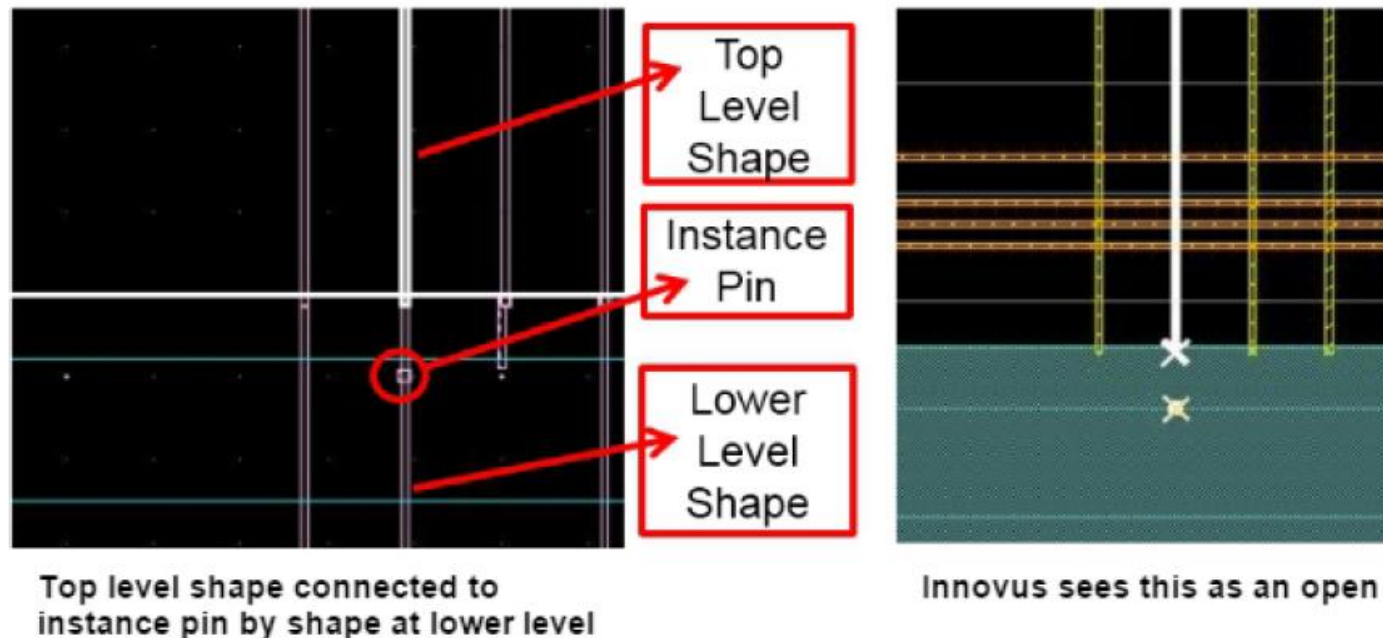 Top
Level
Shape
Instance
Pin
Lower
Level
Shape
Top level shape connected to
instance pin by shape at lower level
Innovus sees this as an open